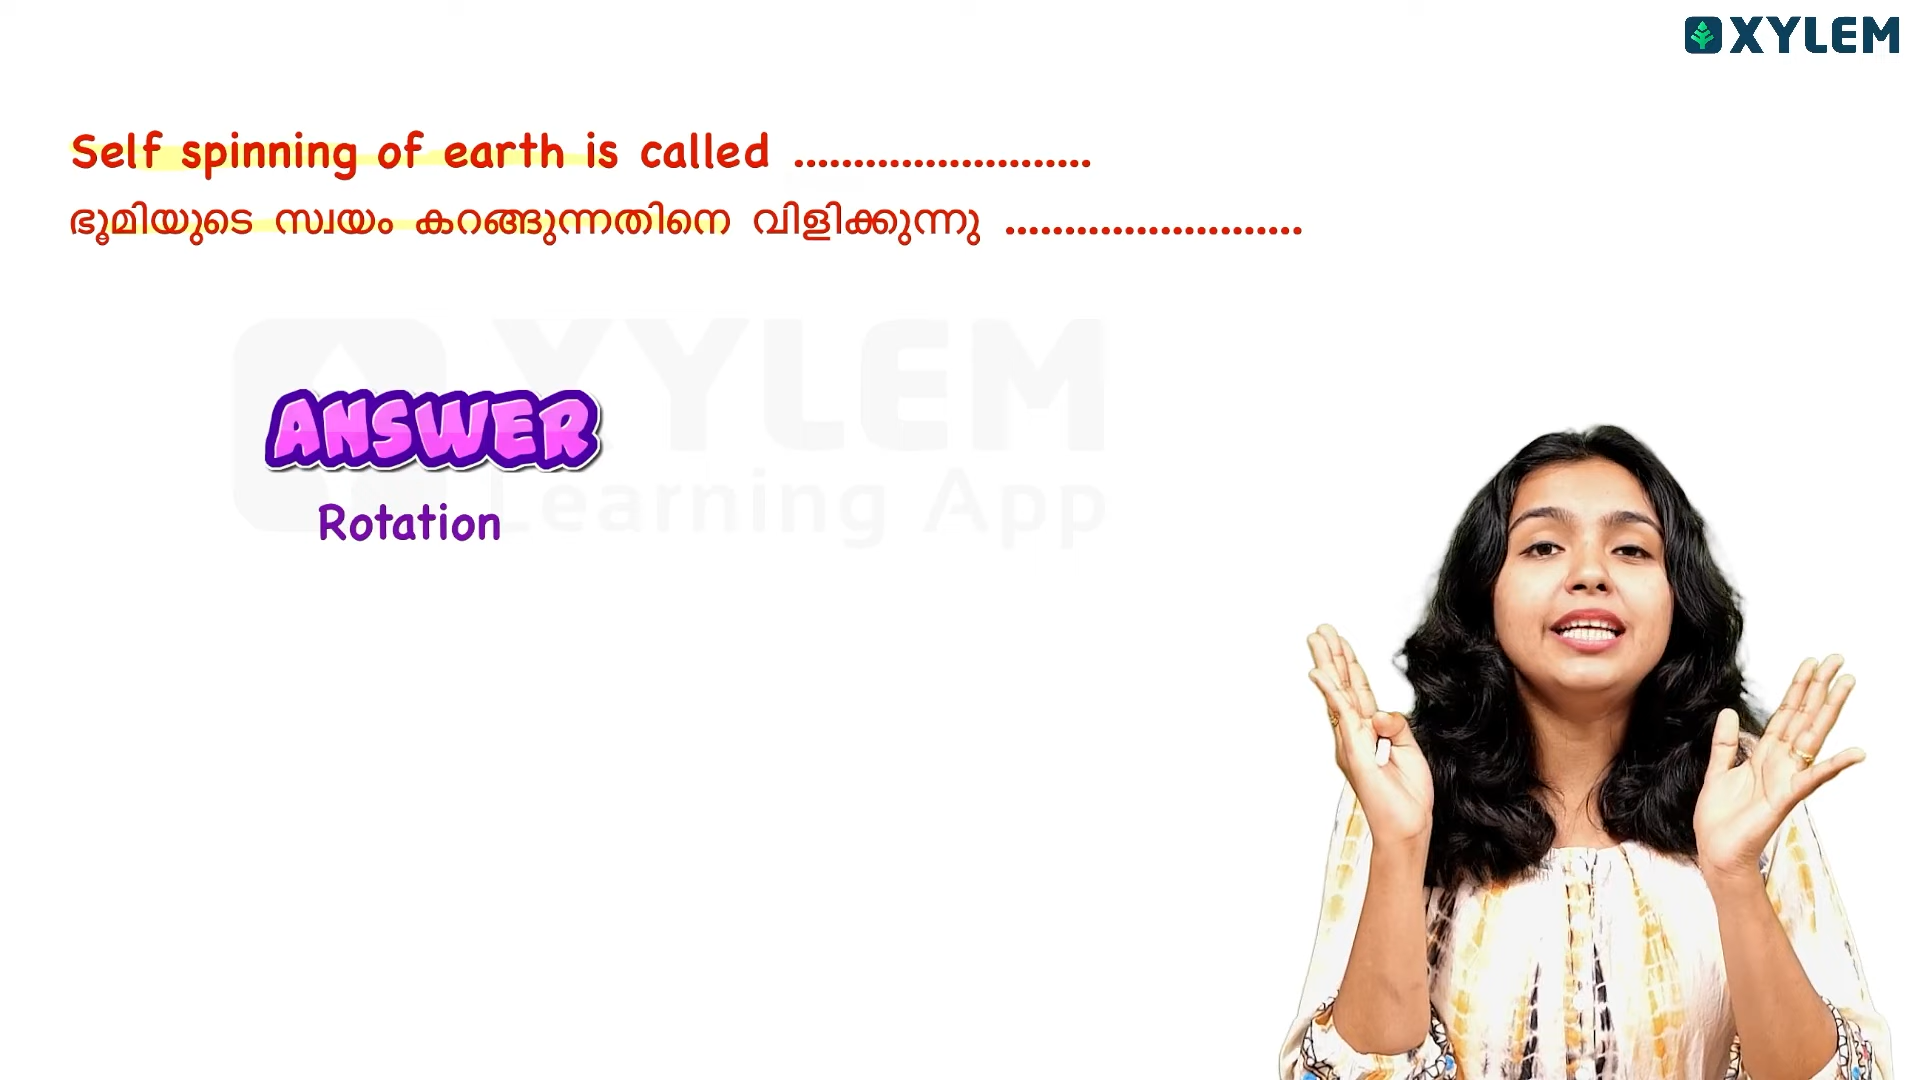 XYLEM
Self spinning of earth is called .........................
ഭൂമിയുടെ സ്വയം കറങ്ങുന്നതിനെ വിളിക്കുന്നു .........................
XYLEM
Learning App
ANSWER
Rotation